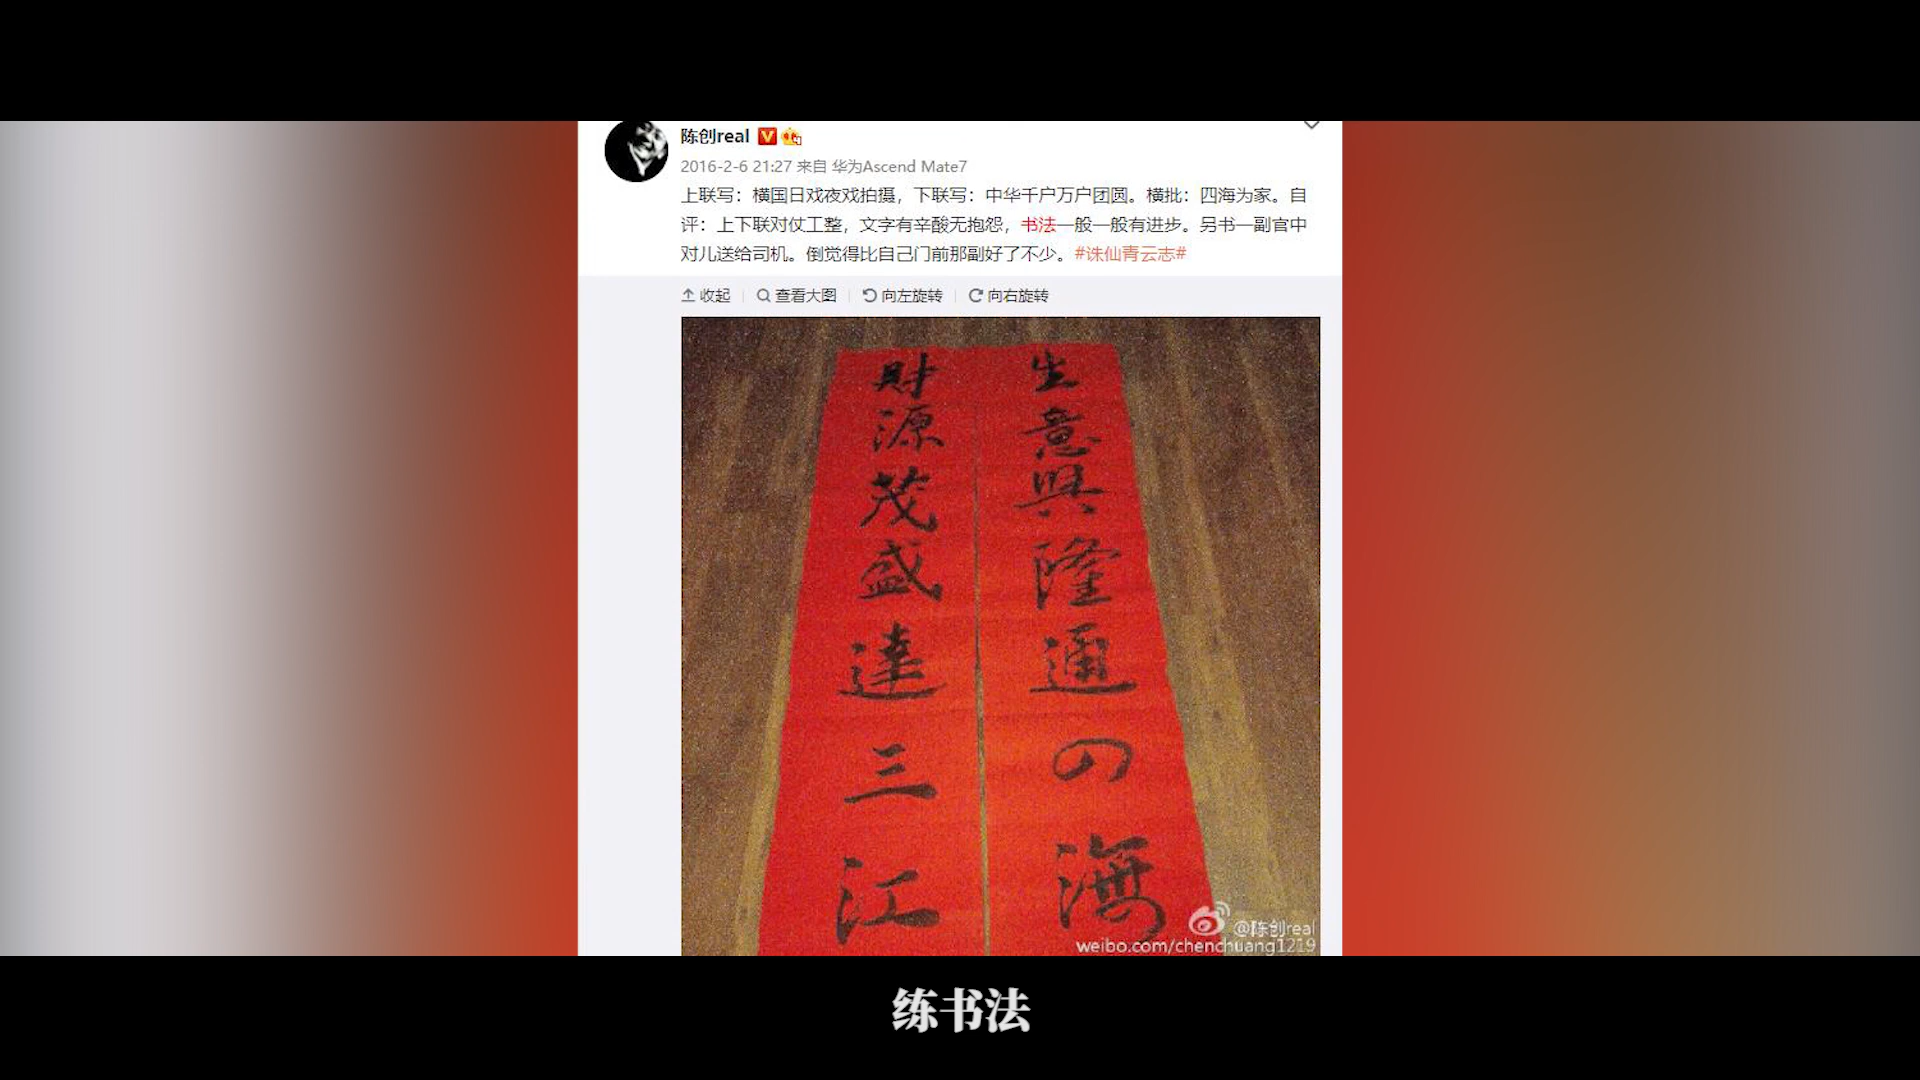 陈创real
2016-2-6 21:27 来自 华为Ascend Mate7
上联写：横国日戏夜戏拍摄，下联写：中华千户万户团圆。横批：四海为家。自
评：上下联对仗工整，文字有辛酸无抱怨，书法一般一般有进步。另书一副官中
对儿送给司机。倒觉得比自己门前那副好了不少。#诛仙青云志#
收起 查看大图 向左旋转 向右旋转
生意興隆通四海
財源茂盛達三江
@陈创real
weibo.com/chenchuang1219
练书法